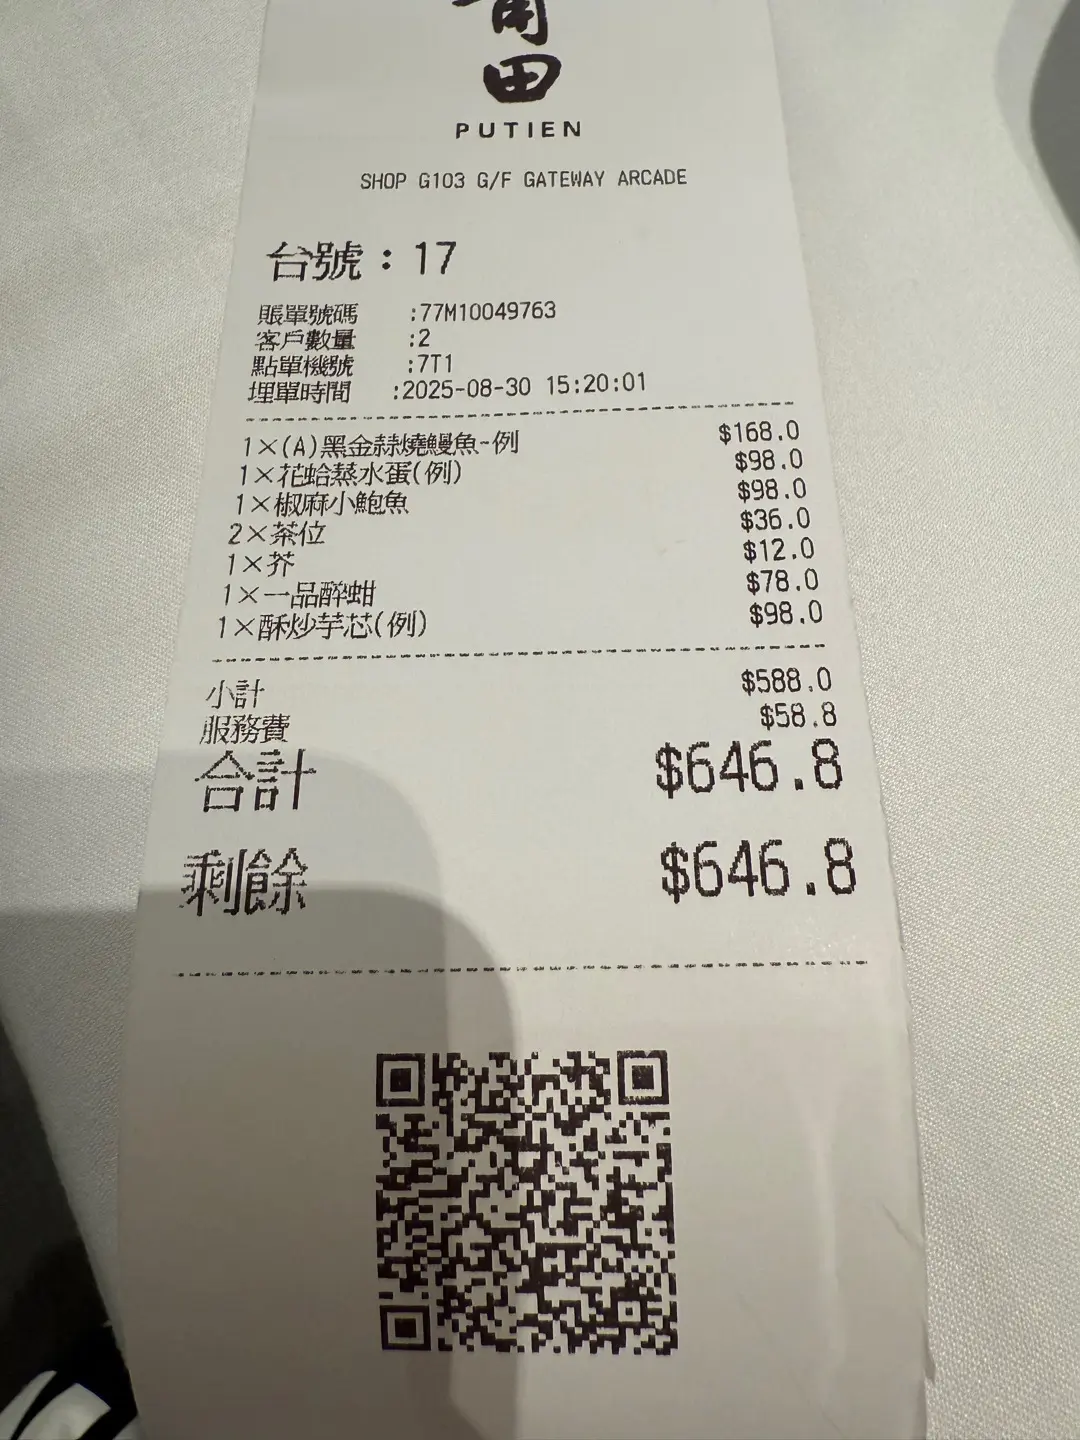 莆
田
PUTIEN
SHOP G103 G/F GATEWAY ARCADE
台號：17
賬單號碼 :77M10049763
客戶數量 :2
點單機號 :7T1
埋單時間 :2025-08-30 15:20:01
1×(A)黑金蒜燒鰻魚-例 $168.0
1×花蛤蒸水蛋(例) $98.0
1×椒麻小鮑魚 $98.0
2×茶位 $36.0
1×芥 $12.0
1×一品醉蚶 $78.0
1×酥炒芋芯(例) $98.0
小計 $588.0
服務費 $58.8
合計 $646.8
剩餘 $646.8